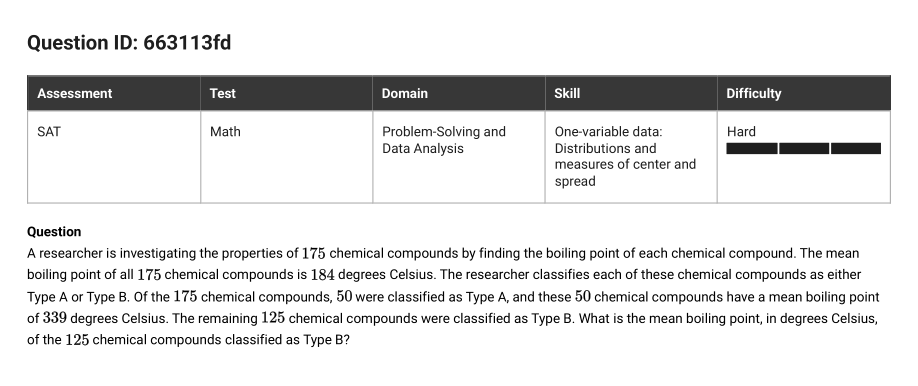 Question ID: 663113fd
Assessment Test Domain Skill Difficulty
SAT Math Problem-Solving and Data Analysis One-variable data: Distributions and measures of center and spread Hard
Question
A researcher is investigating the properties of 175 chemical compounds by finding the boiling point of each chemical compound. The mean
boiling point of all 175 chemical compounds is 184 degrees Celsius. The researcher classifies each of these chemical compounds as either
Type A or Type B. Of the 175 chemical compounds, 50 were classified as Type A, and these 50 chemical compounds have a mean boiling point
of 339 degrees Celsius. The remaining 125 chemical compounds were classified as Type B. What is the mean boiling point, in degrees Celsius,
of the 125 chemical compounds classified as Type B?